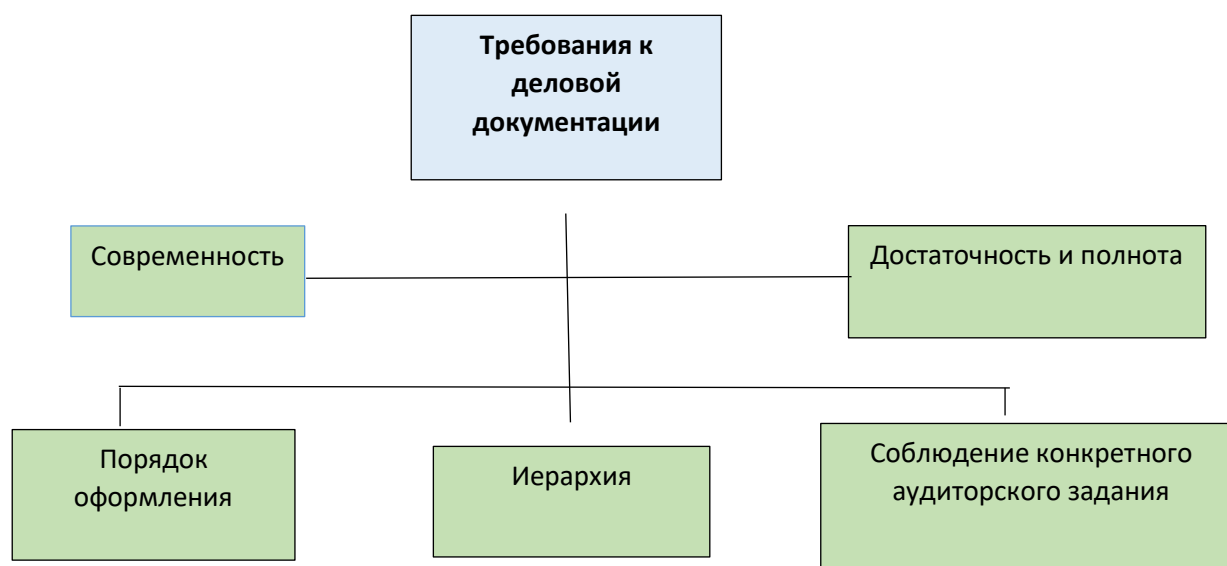 Требования к
деловой
документации
Современность
Достаточность и полнота
Порядок
оформления
Иерархия
Соблюдение конкретного
аудиторского задания